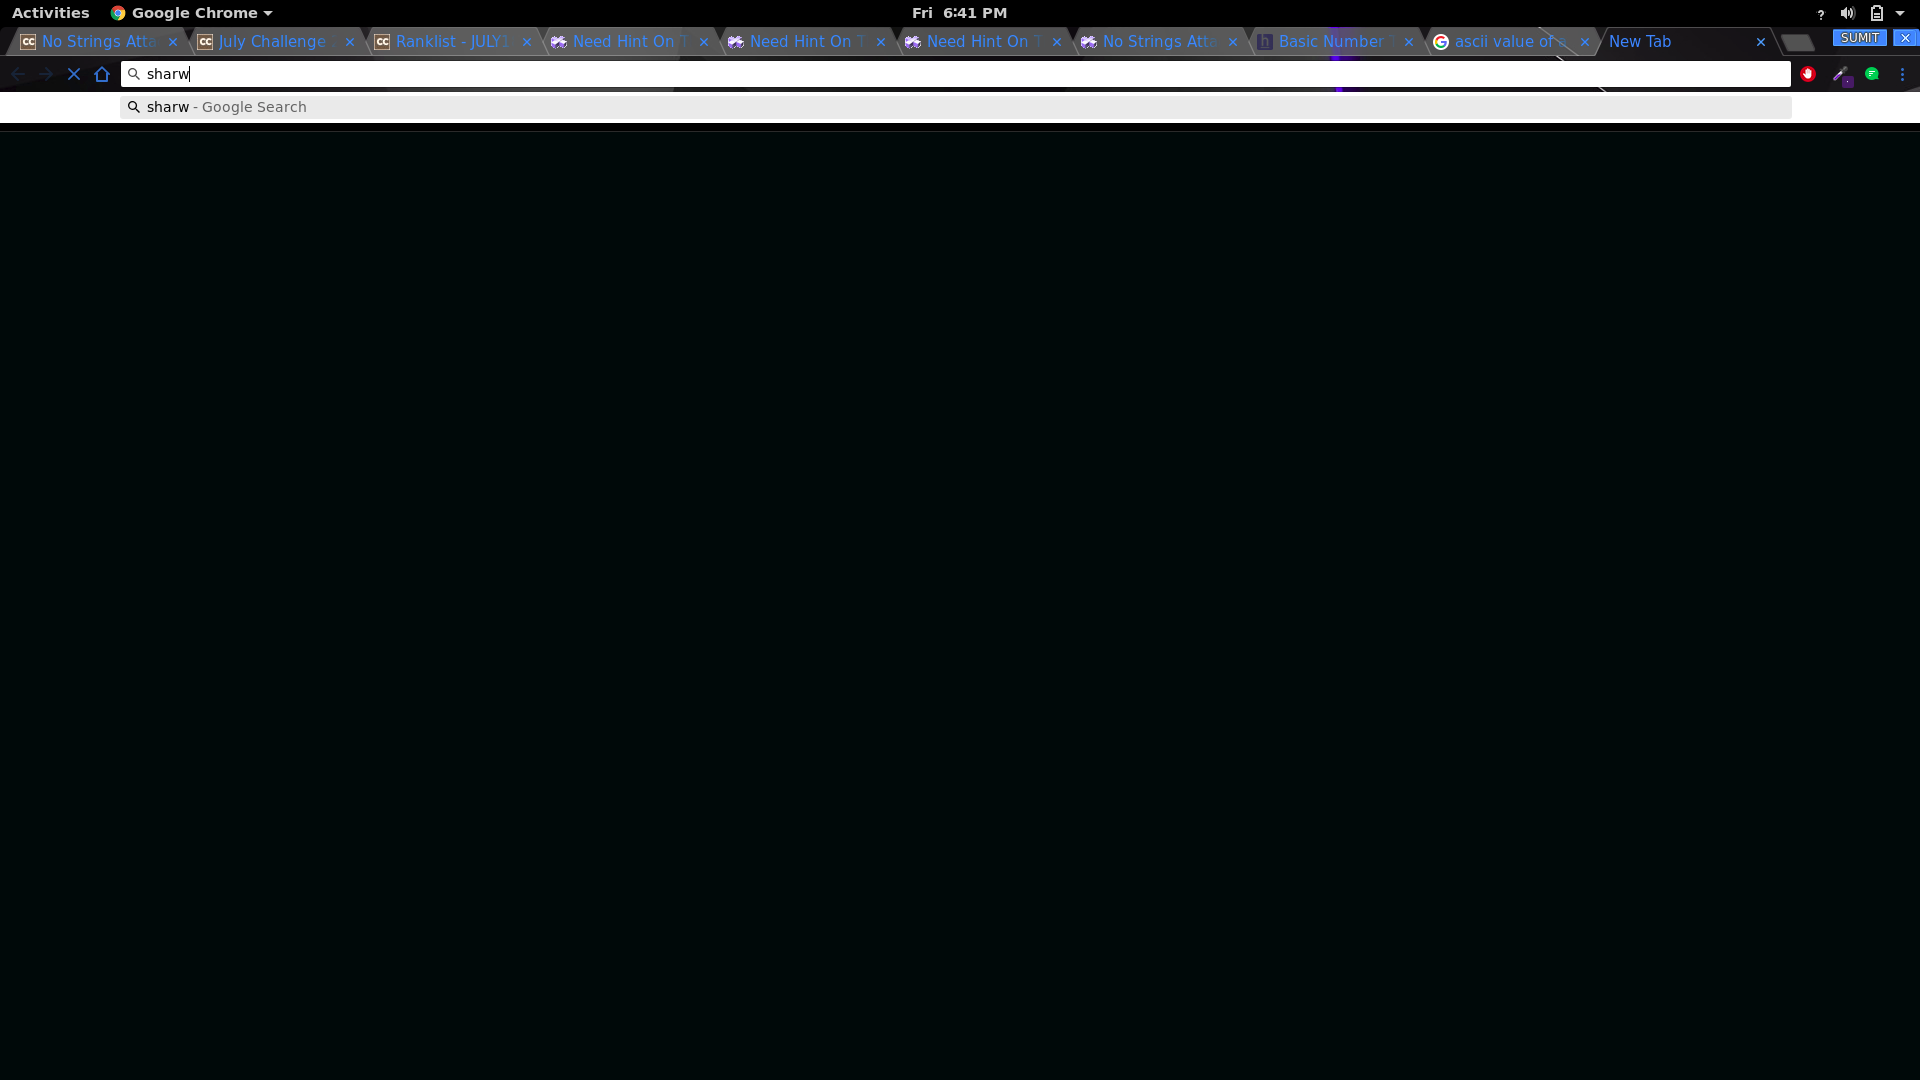 Activities Google Chrome Fri 6:41 PM ?
No Strings Atta July Challenge Ranklist - JULY1 Need Hint On T Need Hint On T Need Hint On T No Strings Atta Basic Number T ascii value of a New Tab SUMIT
sharw
sharw - Google Search